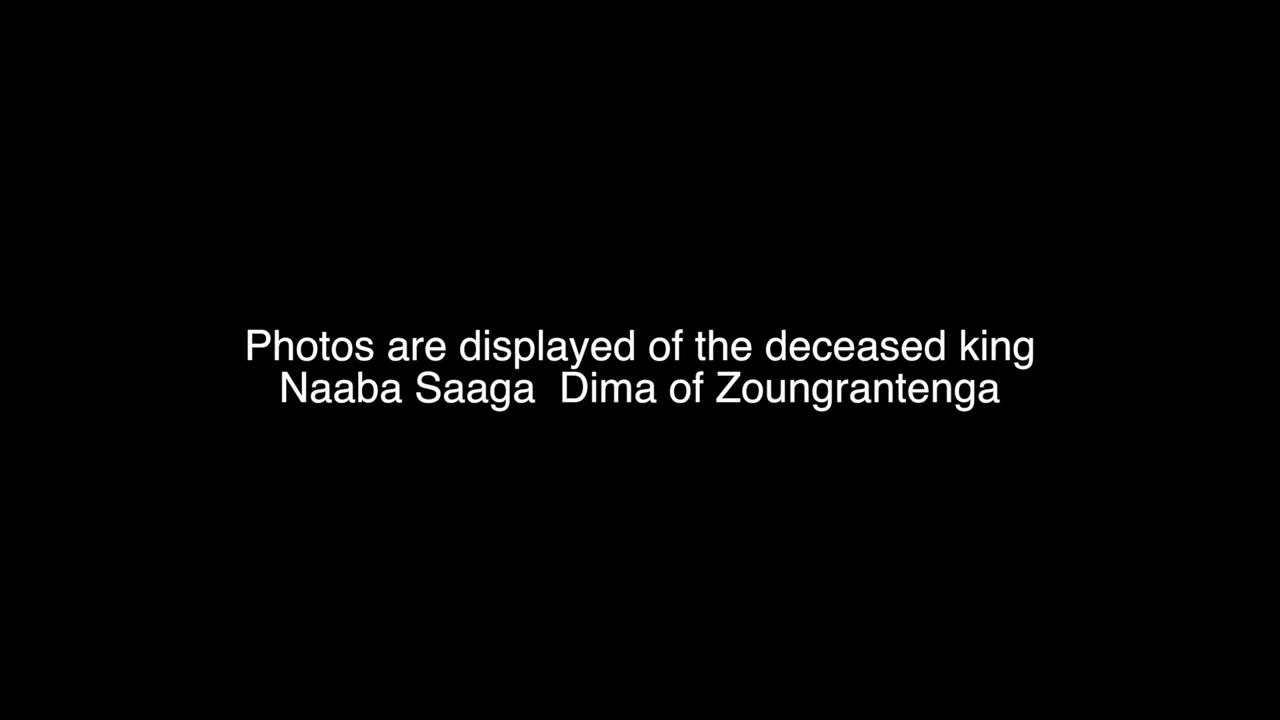 Photos are displayed of the deceased king
Naaba Saaga  Dima of Zoungrantenga